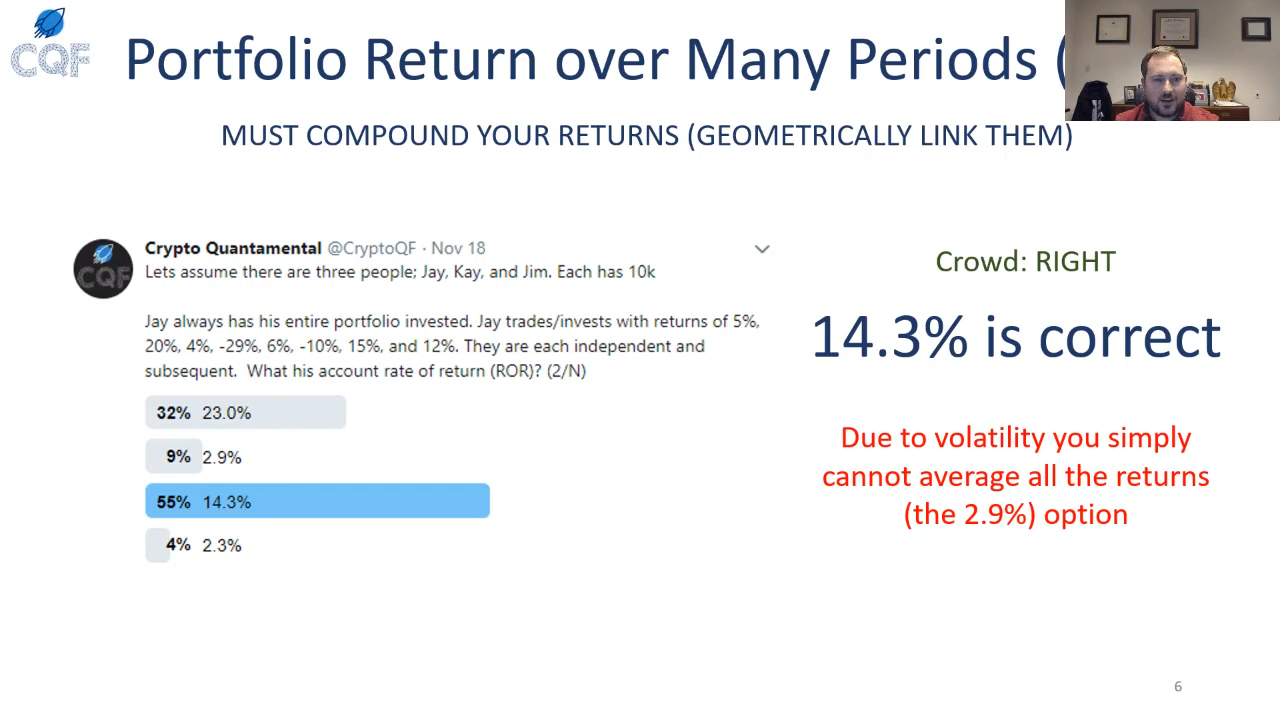 CQF
Portfolio Return over Many Periods (
MUST COMPOUND YOUR RETURNS (GEOMETRICALLY LINK THEM)
CQF
Crypto Quantamental @CryptoQF · Nov 18
Lets assume there are three people; Jay, Kay, and Jim. Each has 10k
Jay always has his entire portfolio invested. Jay trades/invests with returns of 5%,
20%, 4%, -29%, 6%, -10%, 15%, and 12%. They are each independent and
subsequent. What his account rate of return (ROR)? (2/N)
32% 23.0%
9% 2.9%
55% 14.3%
4% 2.3%
Crowd: RIGHT
14.3% is correct
Due to volatility you simply
cannot average all the returns
(the 2.9%) option
6